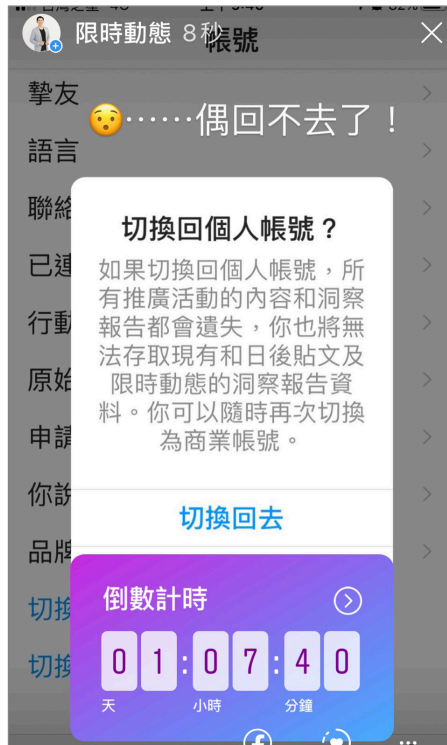 限時動態 8秒
帳號
摯友
😯……偶回不去了！
語言
聯絡
切換回個人帳號？
已連
如果切換回個人帳號，所
有推廣活動的內容和洞察
行動
報告都會遺失，你也將無
法存取現有和日後貼文及
原始
限時動態的洞察報告資
料。你可以隨時再次切換
申請
為商業帳號。
你說
切換回去
品牌
倒數計時
切換
01:07:40
天 小時 分鐘
切換